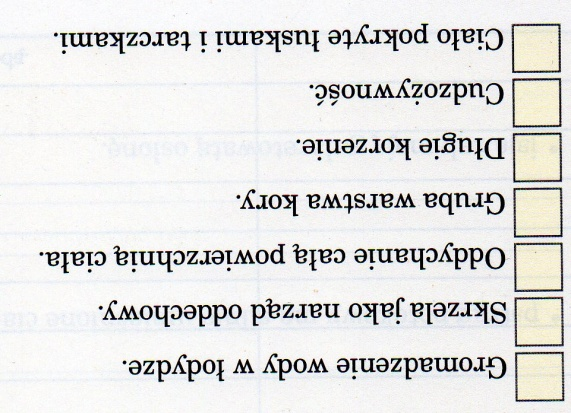 Gromadzenie wody w łodydze.
Skrzela jako narząd oddechowy.
Oddychanie całą powierzchnią ciała.
Gruba warstwa kory.
Długie korzenie.
Cudzożywność.
Ciało pokryte łuskami i tarczkami.